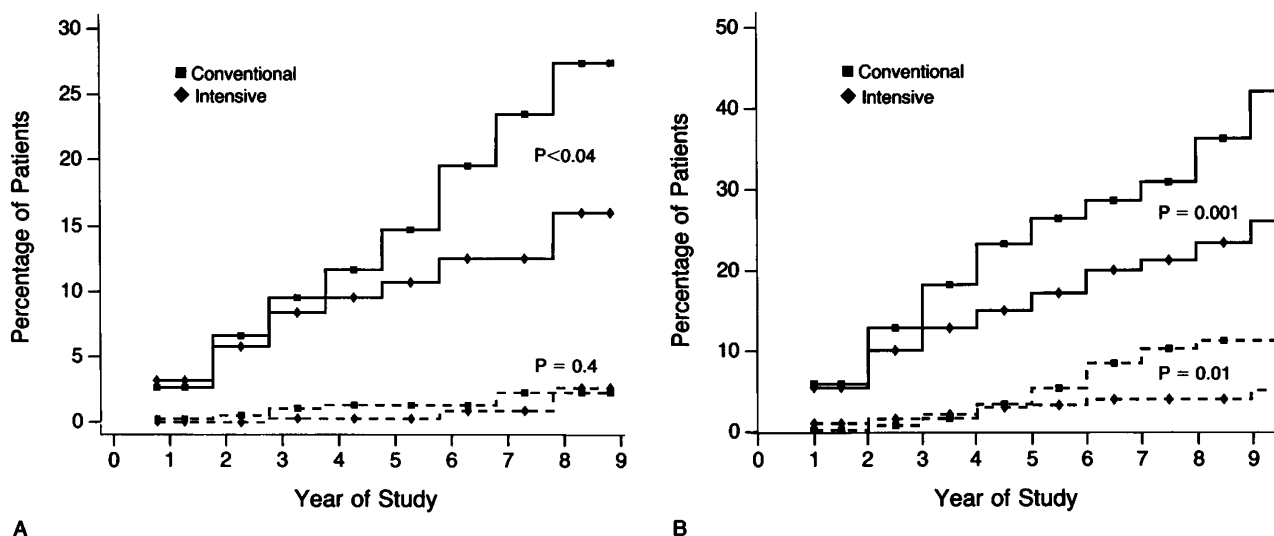 30
25
20
15
10
5
0
Percentage of Patients
Conventional
Intensive
P<0.04
P = 0.4
0 1 2 3 4 5 6 7 8 9
Year of Study
A
50
40
30
20
10
0
Percentage of Patients
Conventional
Intensive
P = 0.001
P = 0.01
0 1 2 3 4 5 6 7 8 9
Year of Study
B